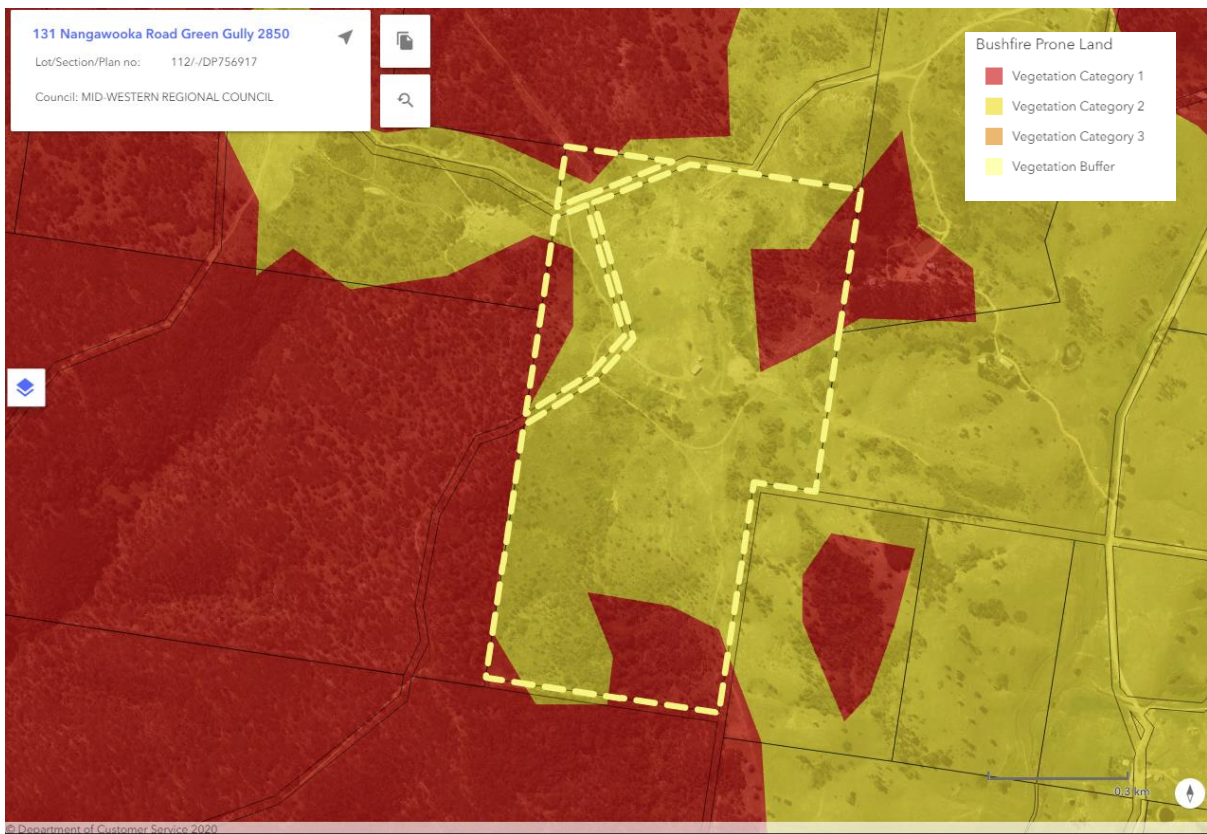 131 Nangawooka Road Green Gully 2850
Lot/Section/Plan no: 112/-/DP756917
Council: MID-WESTERN REGIONAL COUNCIL
Bushfire Prone Land
Vegetation Category 1
Vegetation Category 2
Vegetation Category 3
Vegetation Buffer
0.3 km
© Department of Customer Service 2020